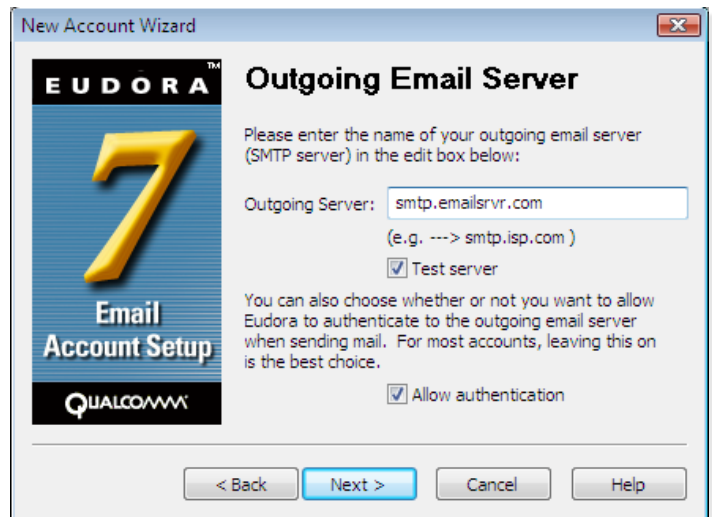 New Account Wizard
EUDORA™
7
Email
Account Setup
QUALCOMM
Outgoing Email Server
Please enter the name of your outgoing email server
(SMTP server) in the edit box below:
Outgoing Server: smtp.emailsrvr.com
(e.g. ---> smtp.isp.com )
Test server
You can also choose whether or not you want to allow
Eudora to authenticate to the outgoing email server
when sending mail.  For most accounts, leaving this on
is the best choice.
Allow authentication
< Back Next > Cancel Help